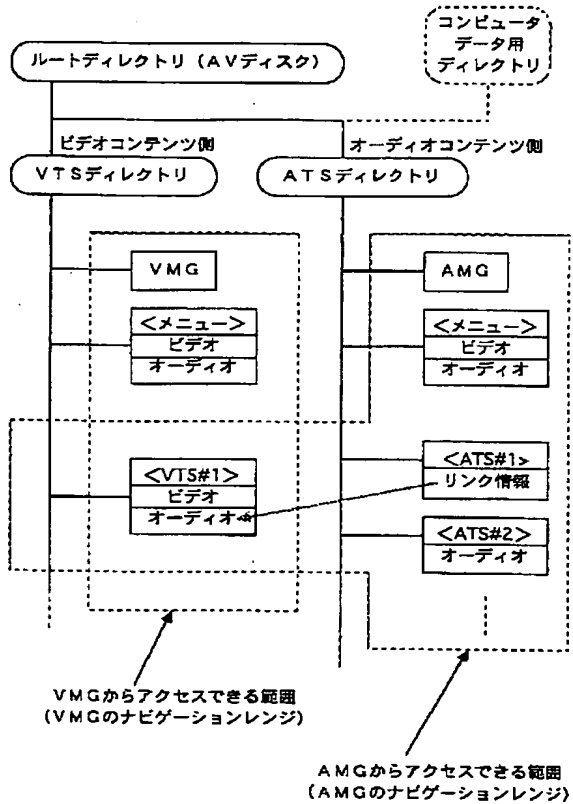 コンピュータ
データ用
ディレクトリ
ルートディレクトリ（AVディスク）
ビデオコンテンツ側
オーディオコンテンツ側
VTSディレクトリ
ATSディレクトリ
VMG
AMG
<メニュー>
ビデオ
オーディオ
<メニュー>
ビデオ
オーディオ
<VTS#1>
ビデオ
オーディオ
<ATS#1>
リンク情報
<ATS#2>
オーディオ
VMGからアクセスできる範囲
（VMGのナビゲーションレンジ）
AMGからアクセスできる範囲
（AMGのナビゲーションレンジ）